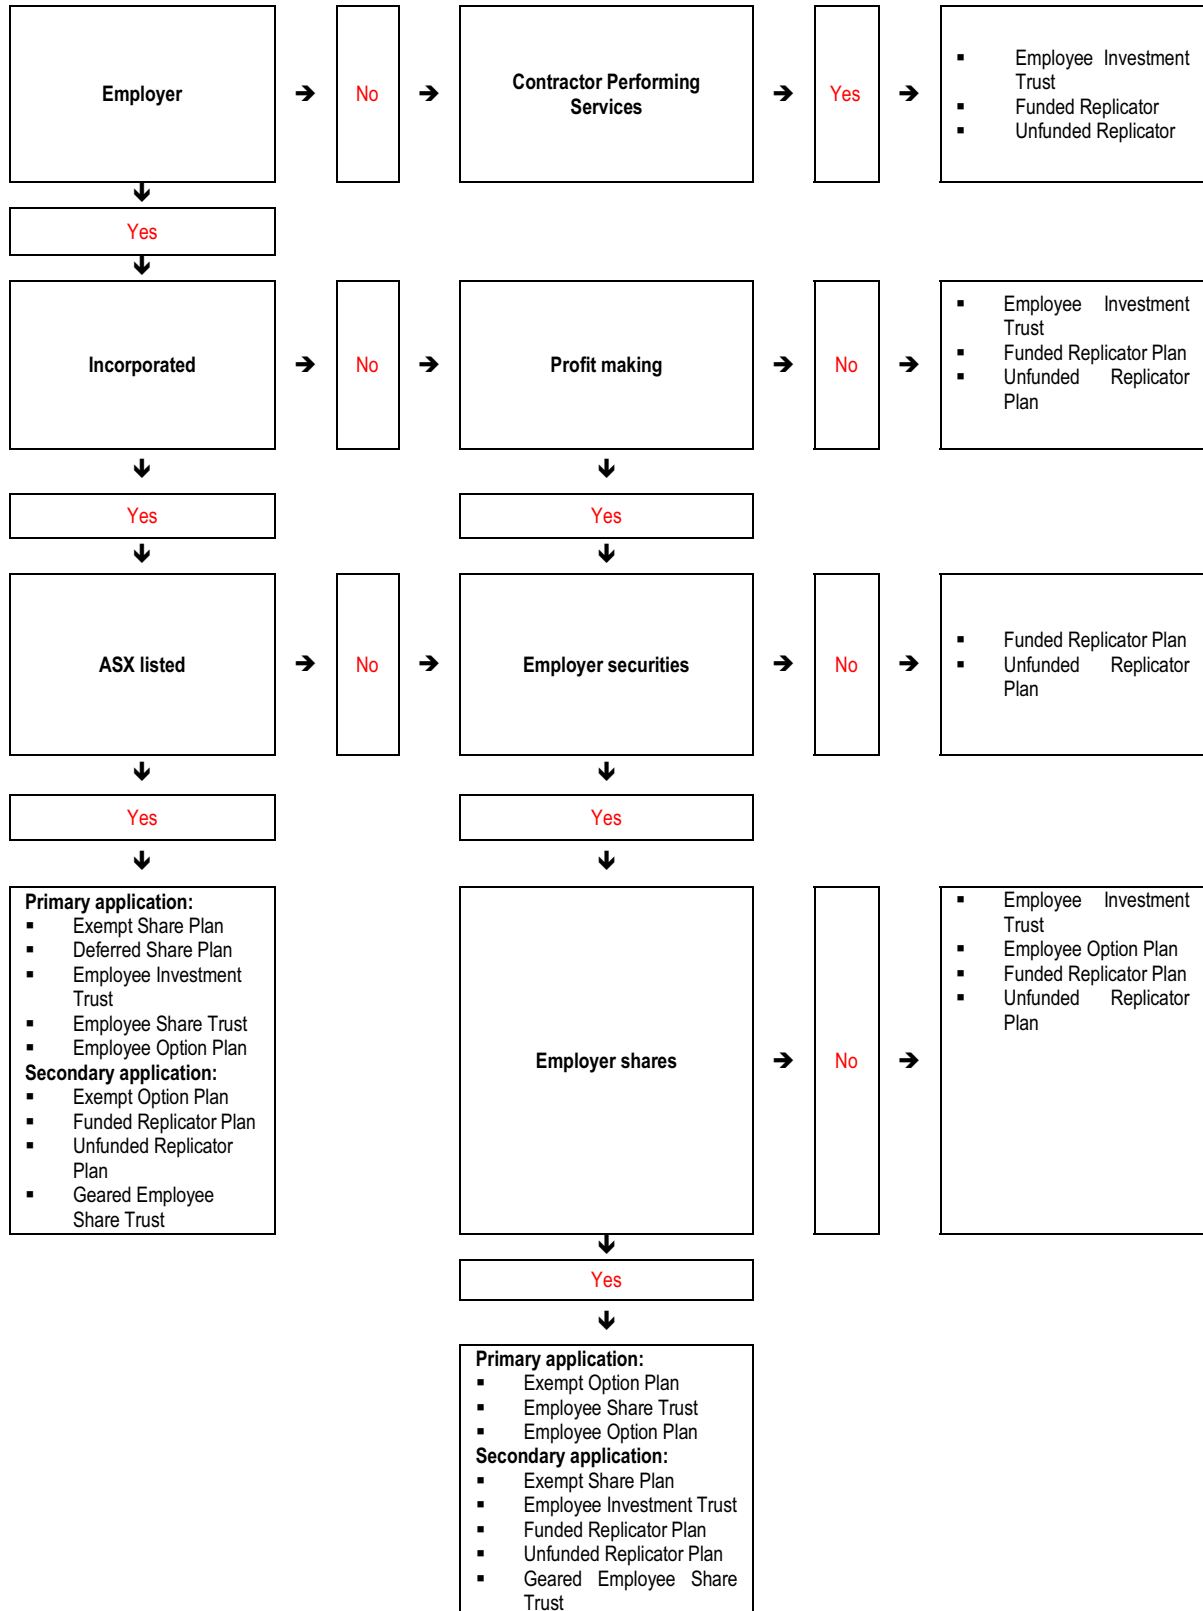 Employer
No
Contractor Performing
Services
Yes
▪ Employee Investment
Trust
▪ Funded Replicator
▪ Unfunded Replicator
Yes
Incorporated
No
Profit making
No
▪ Employee Investment
Trust
▪ Funded Replicator Plan
▪ Unfunded Replicator
Plan
Yes
Yes
ASX listed
No
Employer securities
No
▪ Funded Replicator Plan
▪ Unfunded Replicator
Plan
Yes
Yes
Primary application:
▪ Exempt Share Plan
▪ Deferred Share Plan
▪ Employee Investment
Trust
▪ Employee Share Trust
▪ Employee Option Plan
Secondary application:
▪ Exempt Option Plan
▪ Funded Replicator Plan
▪ Unfunded Replicator
Plan
▪ Geared Employee
Share Trust
Employer shares
No
▪ Employee Investment
Trust
▪ Employee Option Plan
▪ Funded Replicator Plan
▪ Unfunded Replicator
Plan
Yes
Primary application:
▪ Exempt Option Plan
▪ Employee Share Trust
▪ Employee Option Plan
Secondary application:
▪ Exempt Share Plan
▪ Employee Investment Trust
▪ Funded Replicator Plan
▪ Unfunded Replicator Plan
▪ Geared Employee Share
Trust